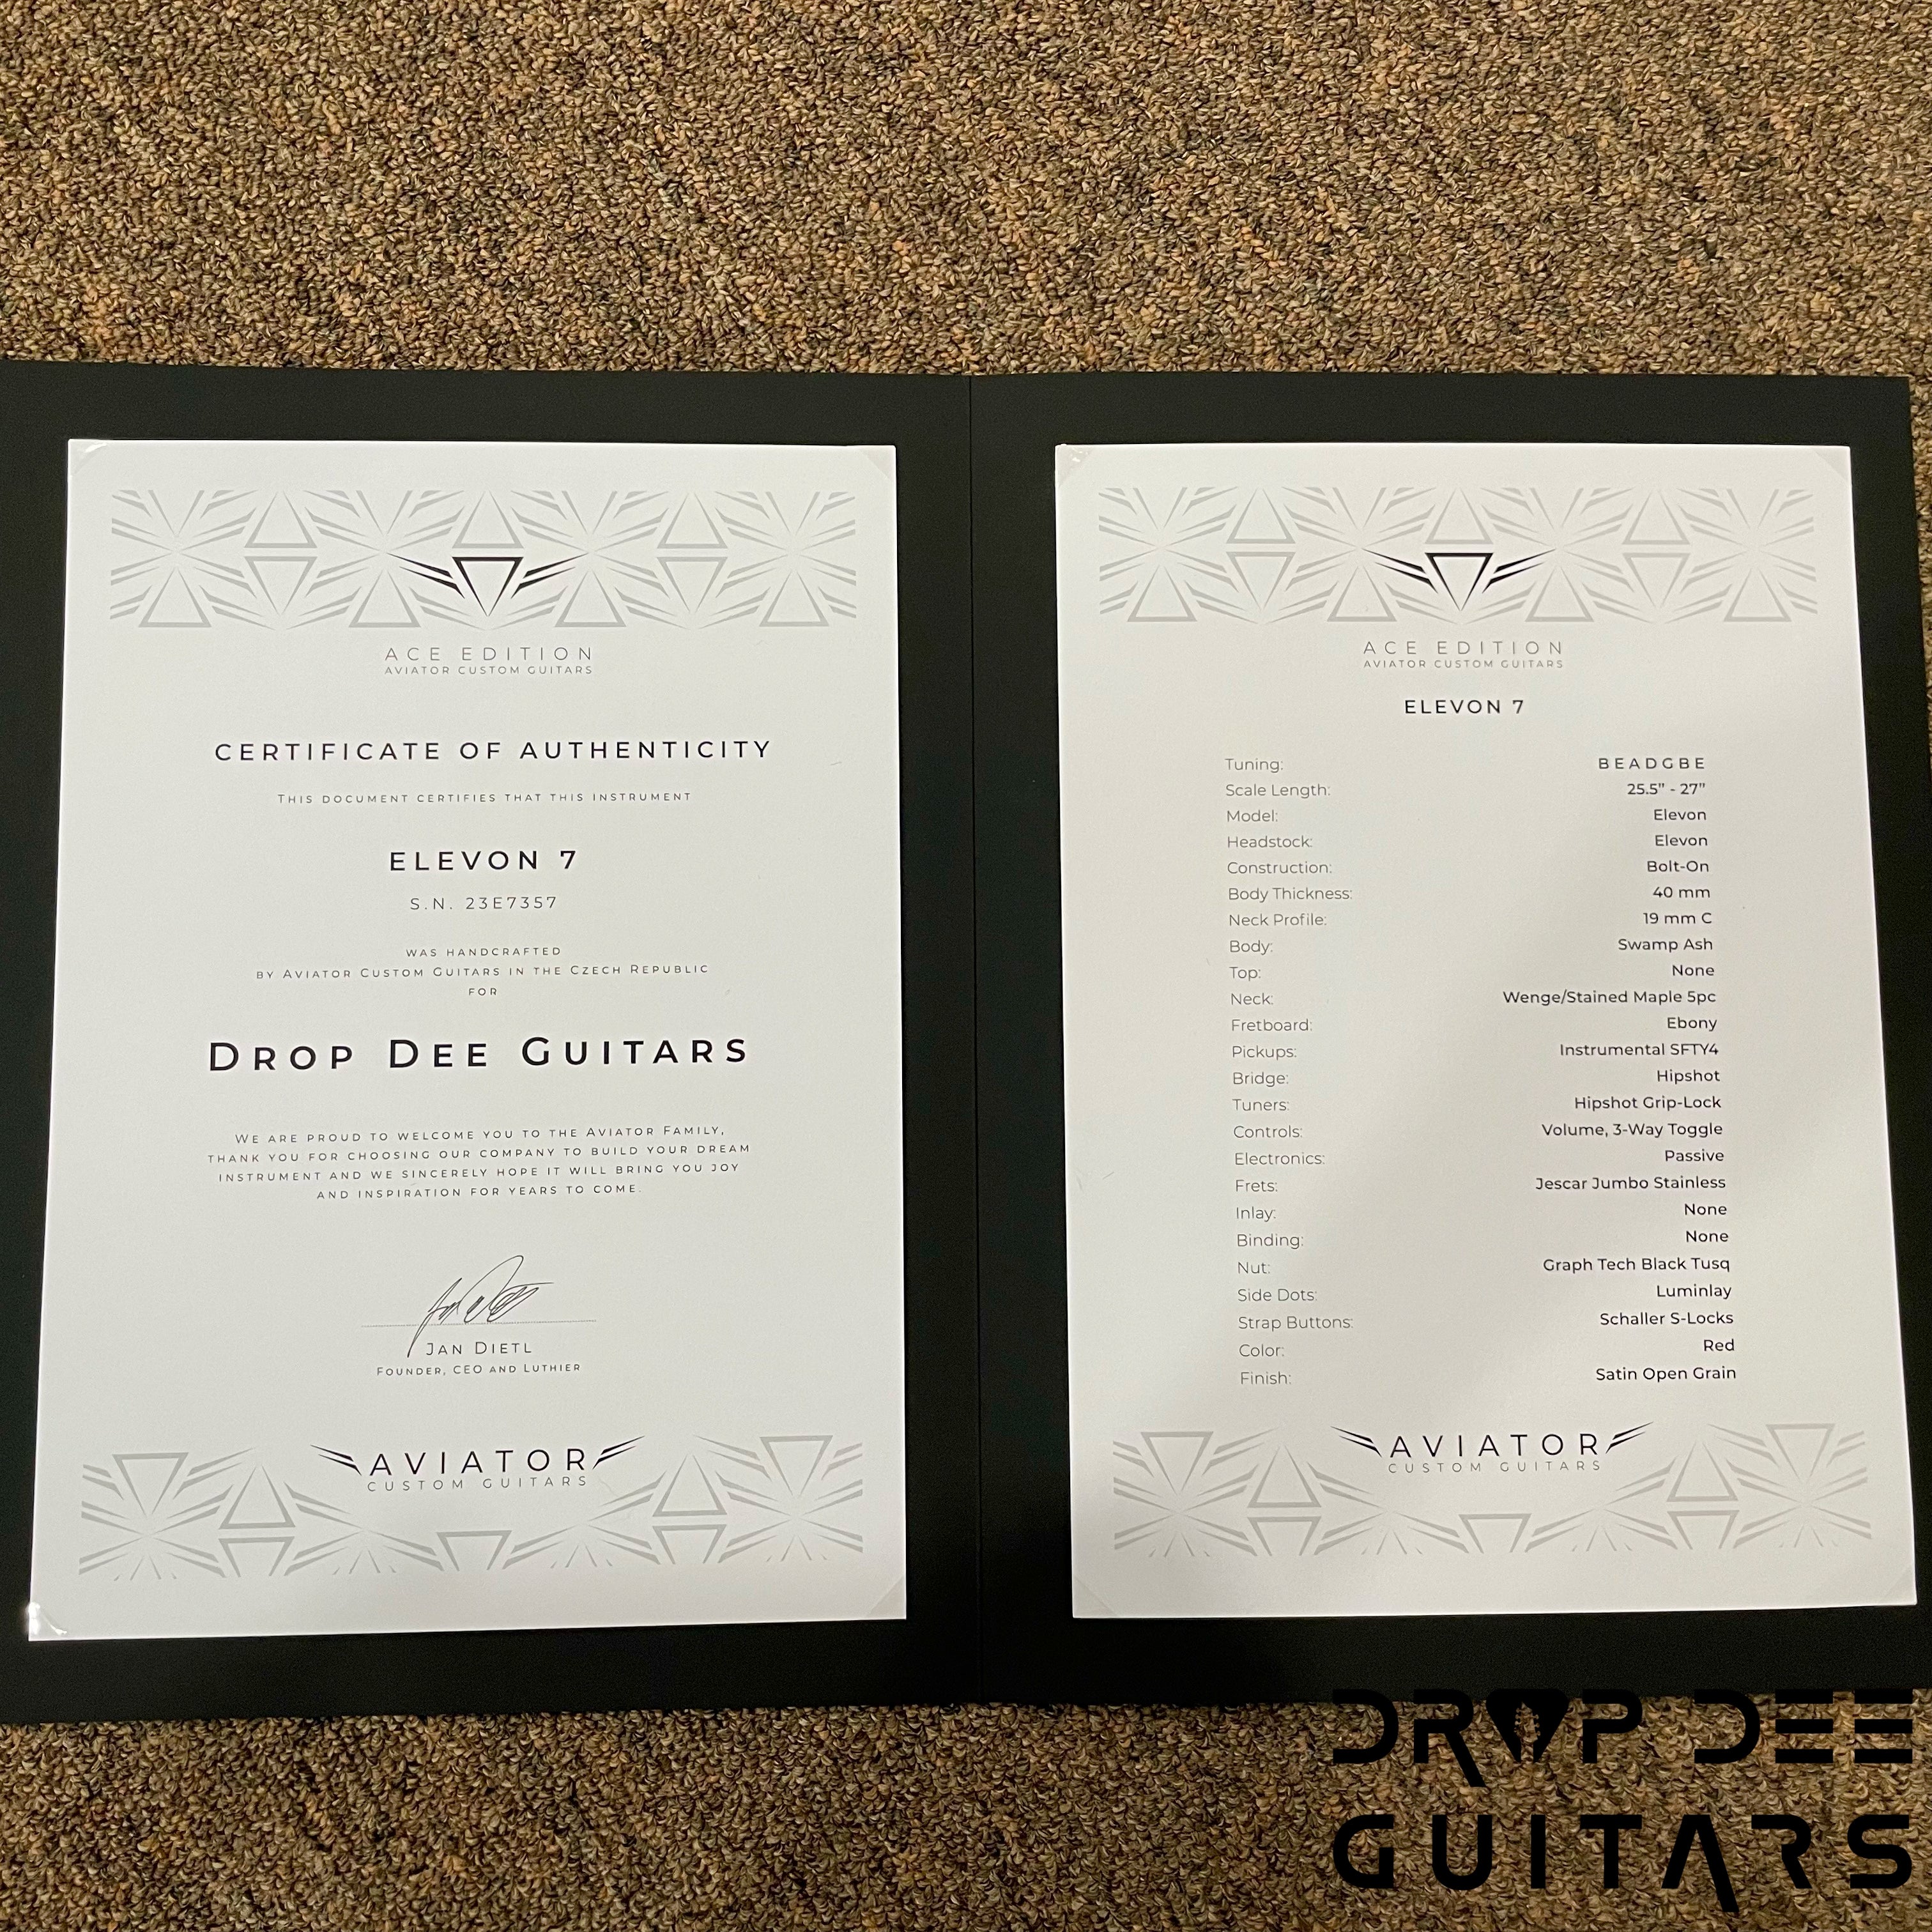 ACE EDITION
AVIATOR CUSTOM GUITARS
CERTIFICATE OF AUTHENTICITY
THIS DOCUMENT CERTIFIES THAT THIS INSTRUMENT
ELEVON 7
S.N. 23E7357
WAS HANDCRAFTED
BY AVIATOR CUSTOM GUITARS IN THE CZECH REPUBLIC
FOR
DROP DEE GUITARS
WE ARE PROUD TO WELCOME YOU TO THE AVIATOR FAMILY,
THANK YOU FOR CHOOSING OUR COMPANY TO BUILD YOUR DREAM
INSTRUMENT AND WE SINCERELY HOPE IT WILL BRING YOU JOY
AND INSPIRATION FOR YEARS TO COME.
JAN DIETL
FOUNDER, CEO AND LUTHIER
AVIATOR
CUSTOM GUITARS
ACE EDITION
AVIATOR CUSTOM GUITARS
ELEVON 7
Tuning: BEADGBE
Scale Length: 25.5" - 27"
Model: Elevon
Headstock: Elevon
Construction: Bolt-On
Body Thickness: 40 mm
Neck Profile: 19 mm C
Body: Swamp Ash
Top: None
Neck: Wenge/Stained Maple 5pc
Fretboard: Ebony
Pickups: Instrumental SFTY4
Bridge: Hipshot
Tuners: Hipshot Grip-Lock
Controls: Volume, 3-Way Toggle
Electronics: Passive
Frets: Jescar Jumbo Stainless
Inlay: None
Binding: None
Nut: Graph Tech Black Tusq
Side Dots: Luminlay
Strap Buttons: Schaller S-Locks
Color: Red
Finish: Satin Open Grain
AVIATOR
CUSTOM GUITARS
DROP DEE
GUITARS